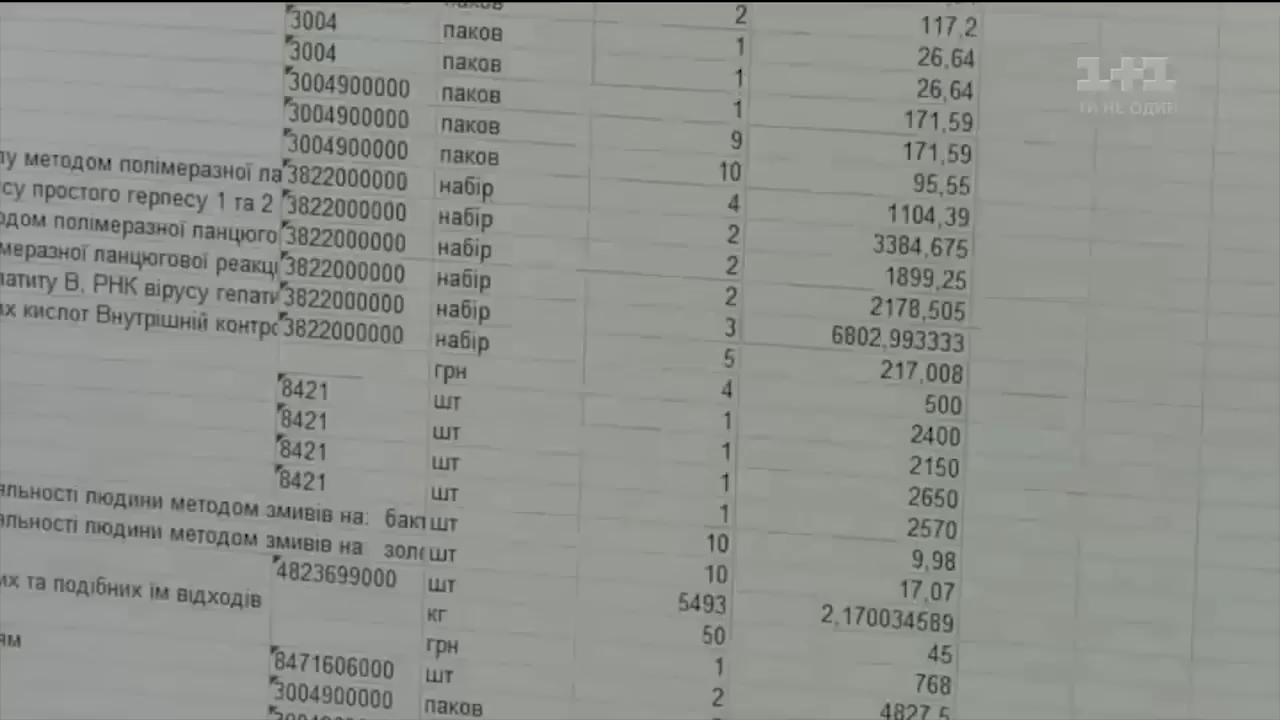 паков 2 117,2
3004 паков 1 26,64
3004 паков 1 26,64
3004900000 паков 1 171,59
3004900000 паков 9 171,59
3004900000 паков 10 95,55
лу методом полімеразної па 3822000000 набір 4 1104,39
су простого герпесу 1 та 2 3822000000 набір 2 3384,675
одом полімеразної ланцюго 3822000000 набір 2 1899,25
меразної ланцюгової реакц 3822000000 набір 2 2178,505
патиту В, РНК вірусу гепати 3822000000 набір 3 6802,993333
их кислот Внутрішній контро 3822000000 набір 5 217,008
грн 4 500
8421 шт 1 2400
8421 шт 1 2150
8421 шт 1 2650
8421 шт 1 2570
яльності людини методом змивів на: бакт шт 10 9,98
яльності людини методом змивів на золо шт 10 17,07
4823699000 шт 5493 2,170034589
их та подібних їм відходів кг 50 45
ям грн 1 768
8471606000 шт 2 4827,5
3004900000 паков
1+1
ТИ НЕ ОДИН